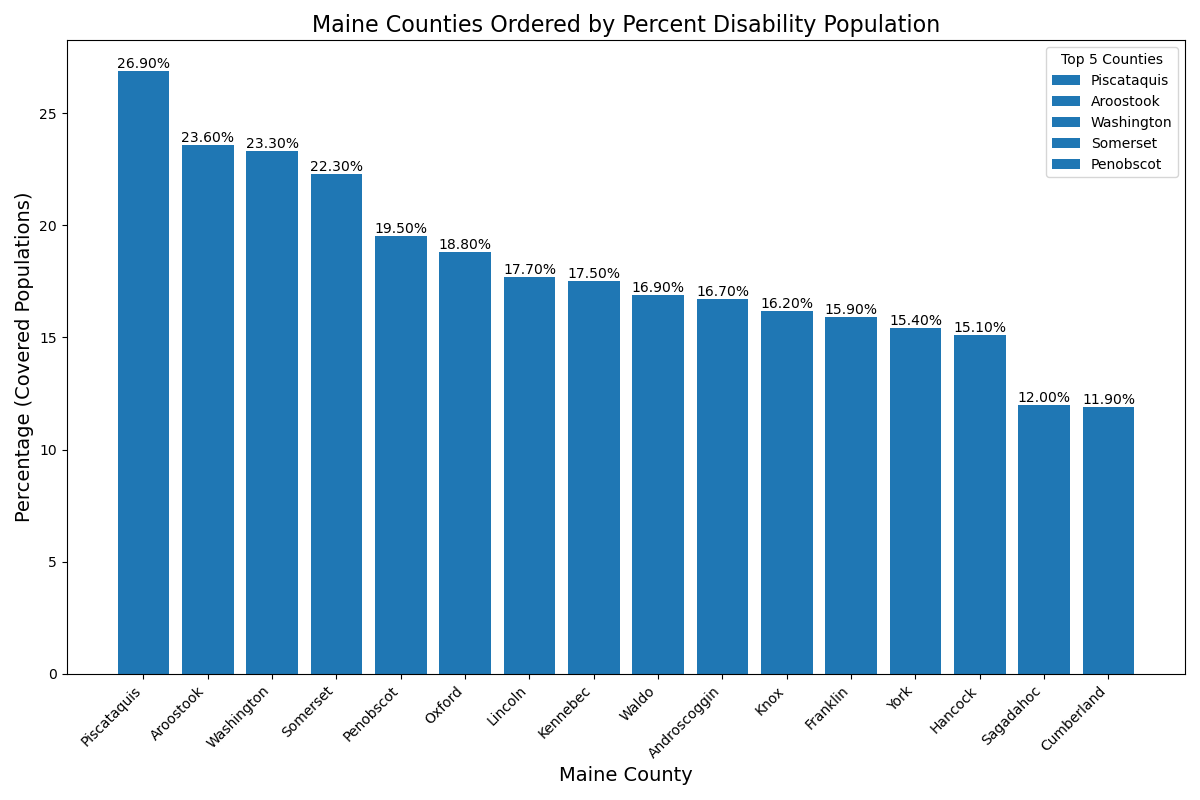 Maine Counties Ordered by Percent Disability Population
Percentage (Covered Populations)
25
20
15
10
5
0
26.90%
23.60%
23.30%
22.30%
19.50%
18.80%
17.70%
17.50%
16.90%
16.70%
16.20%
15.90%
15.40%
15.10%
12.00%
11.90%
Top 5 Counties
Piscataquis
Aroostook
Washington
Somerset
Penobscot
Piscataquis
Aroostook
Washington
Somerset
Penobscot
Oxford
Lincoln
Kennebec
Waldo
Androscoggin
Knox
Franklin
York
Hancock
Sagadahoc
Cumberland
Maine County